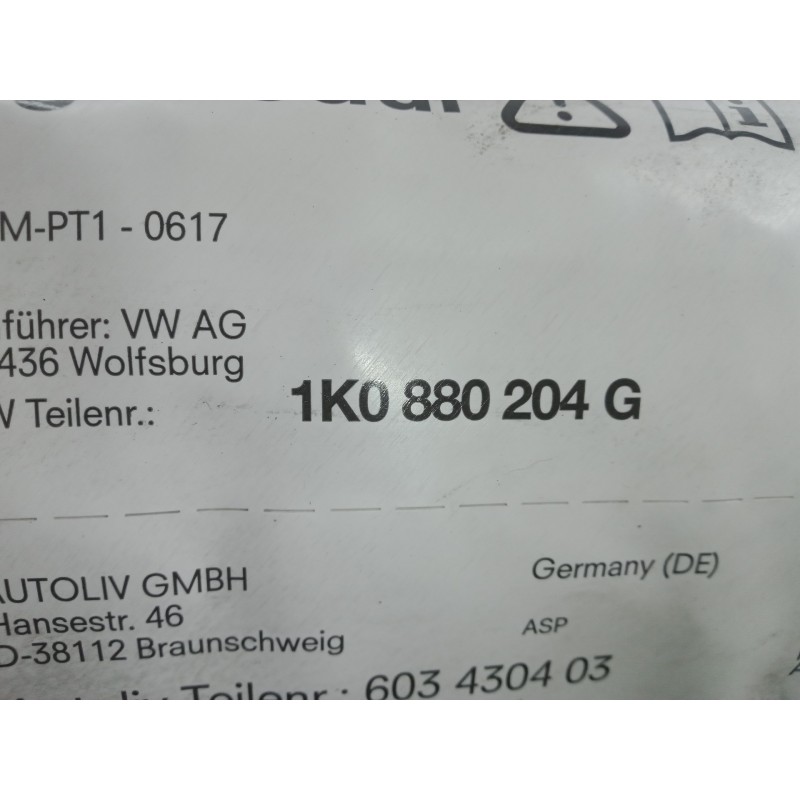 M-PT1 - 0617
führer: VW AG
436 Wolfsburg
W Teilenr.:
1K0 880 204 G
AUTOLIV GMBH
Hansestr. 46
D-38112 Braunschweig
Germany (DE)
ASP
Teilenr.: 603 4304 03